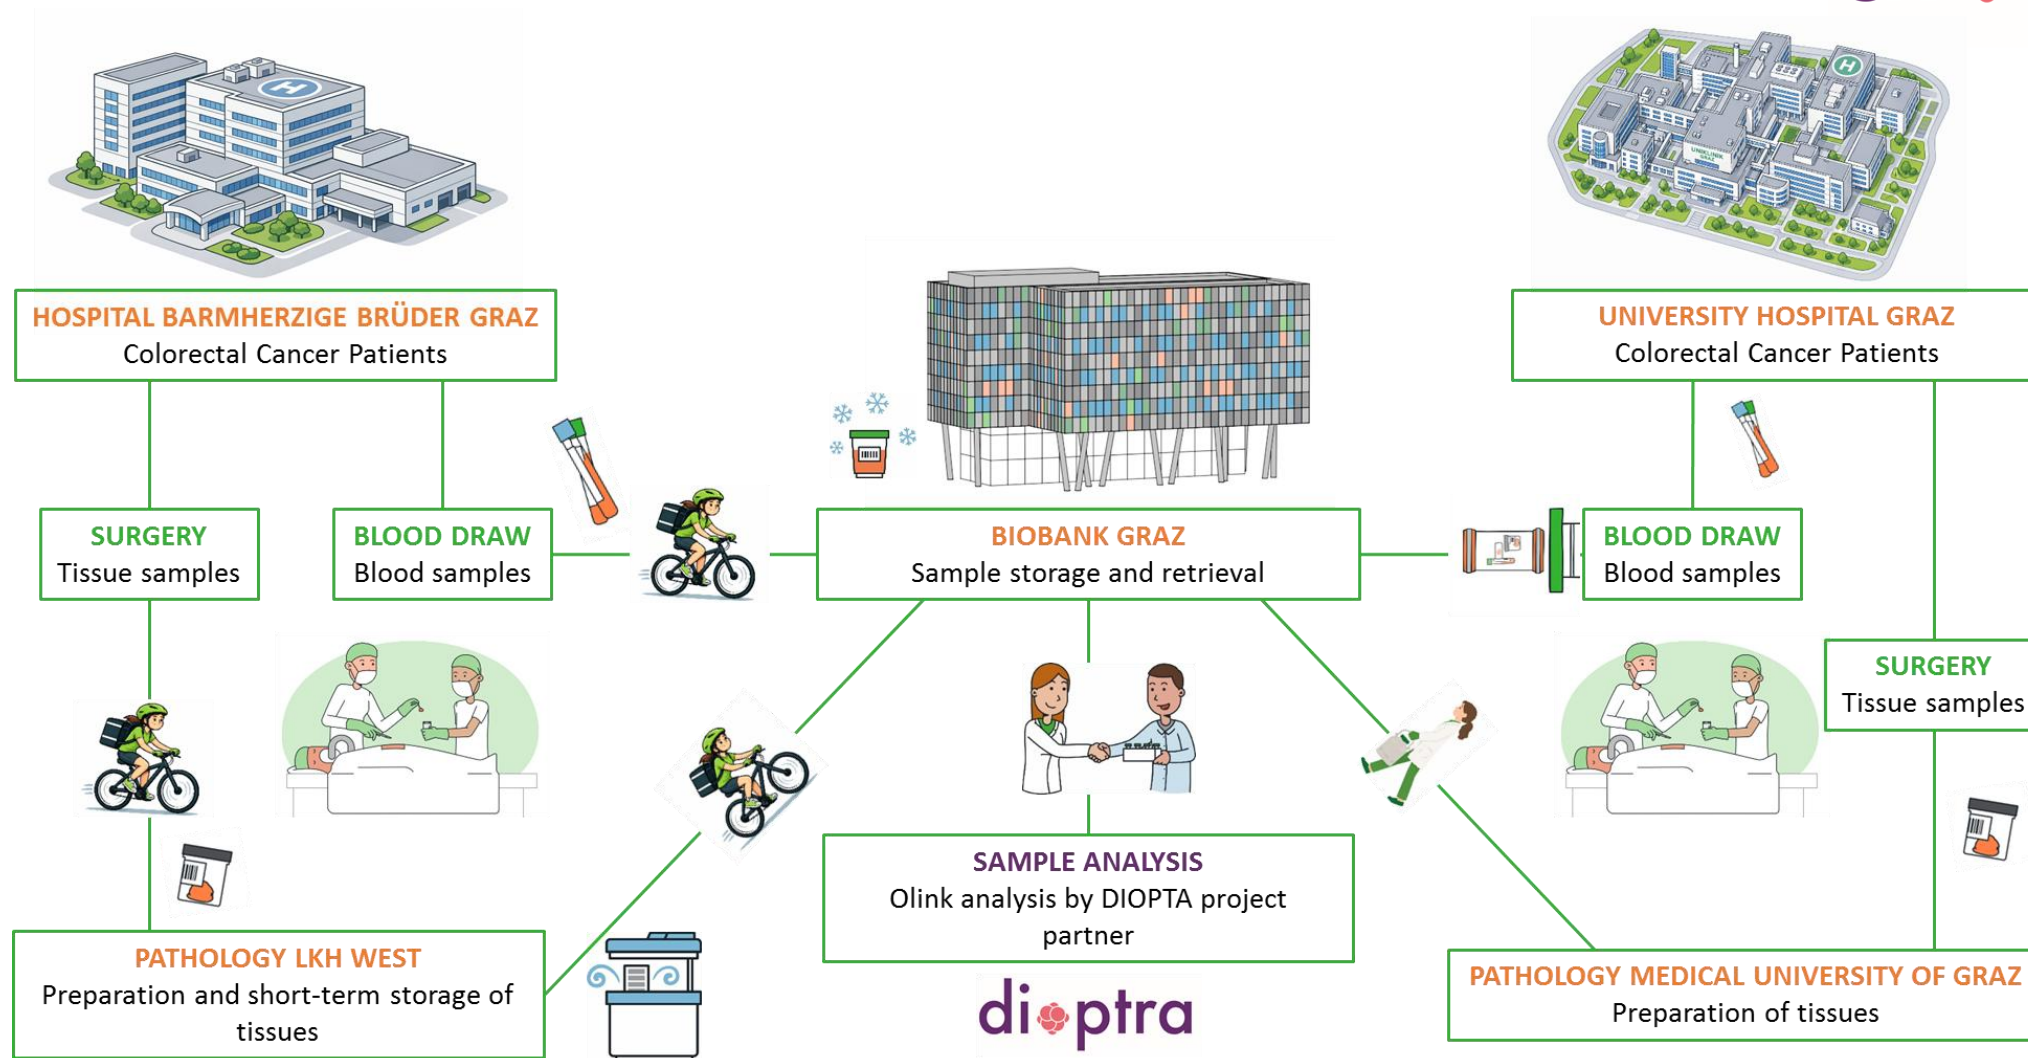 HOSPITAL BARMHERZIGE BRÜDER GRAZ
Colorectal Cancer Patients
UNIKLINIK
GRAZ
UNIVERSITY HOSPITAL GRAZ
Colorectal Cancer Patients
SURGERY
Tissue samples
BLOOD DRAW
Blood samples
BIOBANK GRAZ
Sample storage and retrieval
BLOOD DRAW
Blood samples
SURGERY
Tissue samples
SAMPLE ANALYSIS
Olink analysis by DIOPTA project
partner
PATHOLOGY LKH WEST
Preparation and short-term storage of
tissues
dioptra
PATHOLOGY MEDICAL UNIVERSITY OF GRAZ
Preparation of tissues
H
H